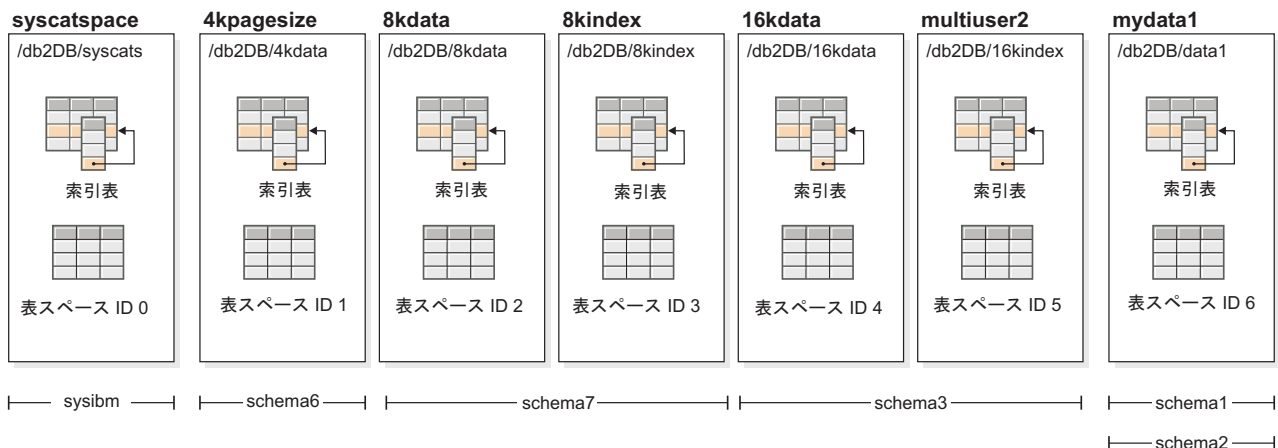 syscatspace
4kpagesize
8kdata
8kindex
16kdata
multiuser2
mydata1
/db2DB/syscats
/db2DB/4kdata
/db2DB/8kdata
/db2DB/8kindex
/db2DB/16kdata
/db2DB/16kindex
/db2DB/data1
索引表
索引表
索引表
索引表
索引表
索引表
索引表
表スペース ID 0
表スペース ID 1
表スペース ID 2
表スペース ID 3
表スペース ID 4
表スペース ID 5
表スペース ID 6
sysibm
schema6
schema7
schema3
schema1
schema2